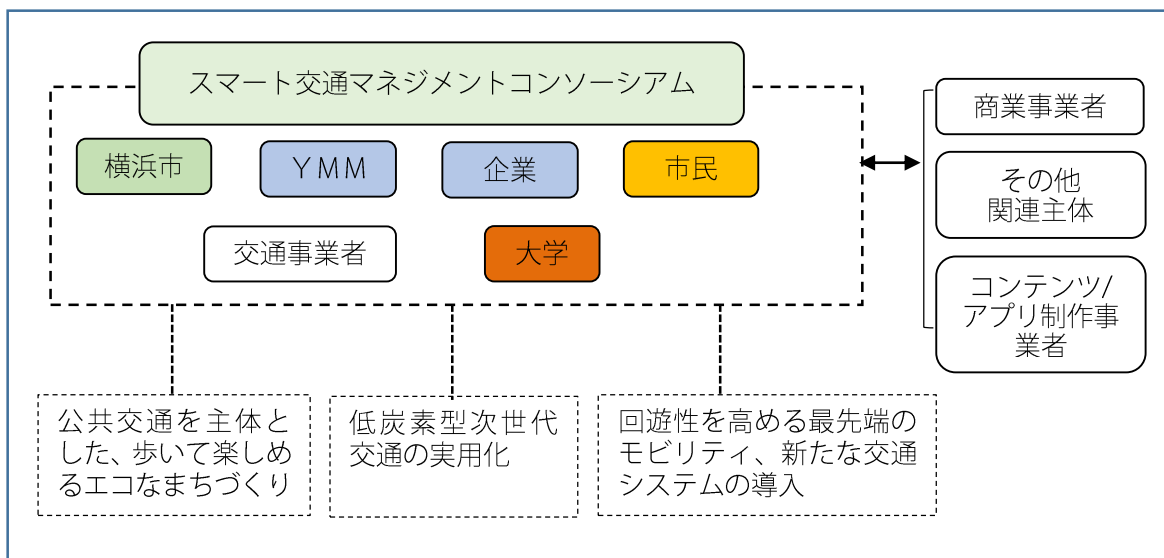 スマート交通マネジメントコンソーシアム
横浜市
ＹＭＭ
企業
市民
交通事業者
大学
商業事業者
その他
関連主体
コンテンツ/
アプリ制作事
業者
公共交通を主体と
した、歩いて楽しめ
るエコなまちづくり
低炭素型次世代
交通の実用化
回遊性を高める最先端の
モビリティ、新たな交通
システムの導入